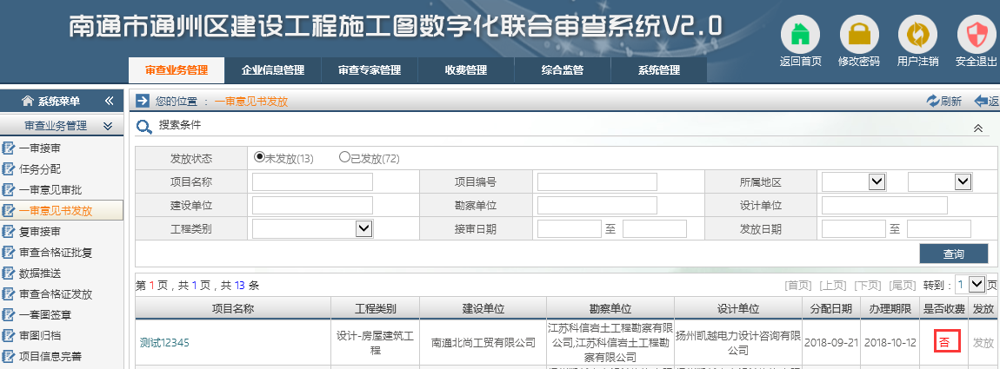 南通市通州区建设工程施工图数字化联合审查系统V2.0
返回首页 修改密码 用户注销 安全退出
审查业务管理 企业信息管理 审查专家管理 收费管理 综合监管 系统管理
系统菜单
审查业务管理
一审接审
任务分配
一审意见审批
一审意见书发放
复审接审
审查合格证批复
数据推送
审查合格证发放
一套图签章
审图归档
项目信息完善
您的位置 : 一审意见书发放 刷新 返
搜索条件
发放状态 未发放(13) 已发放(72)
项目名称 项目编号 所属地区
建设单位 勘察单位 设计单位
工程类别 接审日期 至 发放日期 至
查询
第 1 页 , 共 1 页 , 共 13 条 [首页] [上页] [下页] [尾页] 转到 : 1 页
项目名称 工程类别 建设单位 勘察单位 设计单位 分配日期 办理期限 是否收费 发放
测试12345 设计-房屋建筑工程 南通北尚工贸有限公司 江苏科信岩土工程勘察有限公司,江苏科信岩土工程勘察有限公司 扬州凯越电力设计咨询有限公司 2018-09-21 2018-10-12 否 发放